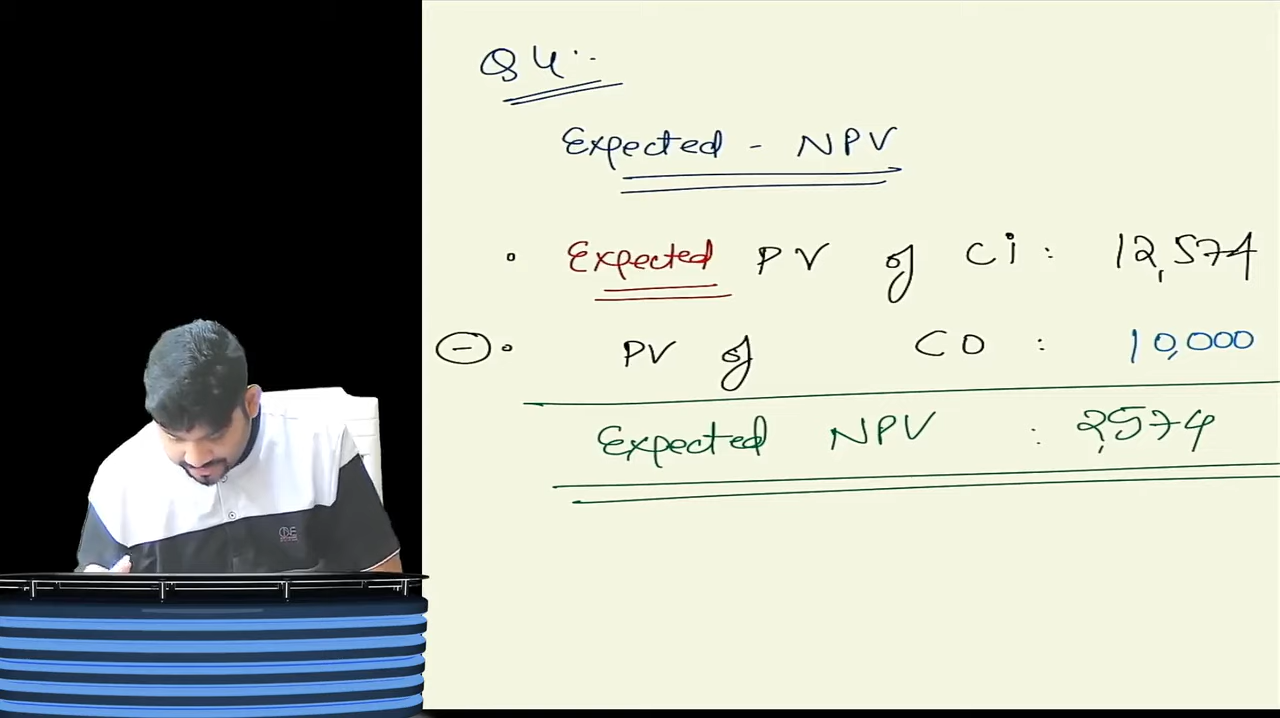 Q4:-
Expected - NPV
• Expected PV of Ci : 12,574
(-) • PV of CO : 10,000
Expected NPV : 2,574